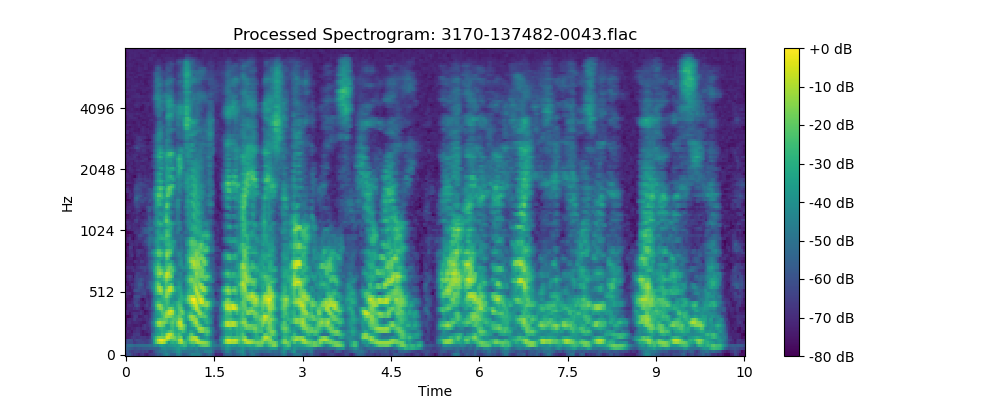 Processed Spectrogram: 3170-137482-0043.flac
Hz
4096
2048
1024
512
0
0 1.5 3 4.5 6 7.5 9 10
Time
+0 dB
-10 dB
-20 dB
-30 dB
-40 dB
-50 dB
-60 dB
-70 dB
-80 dB